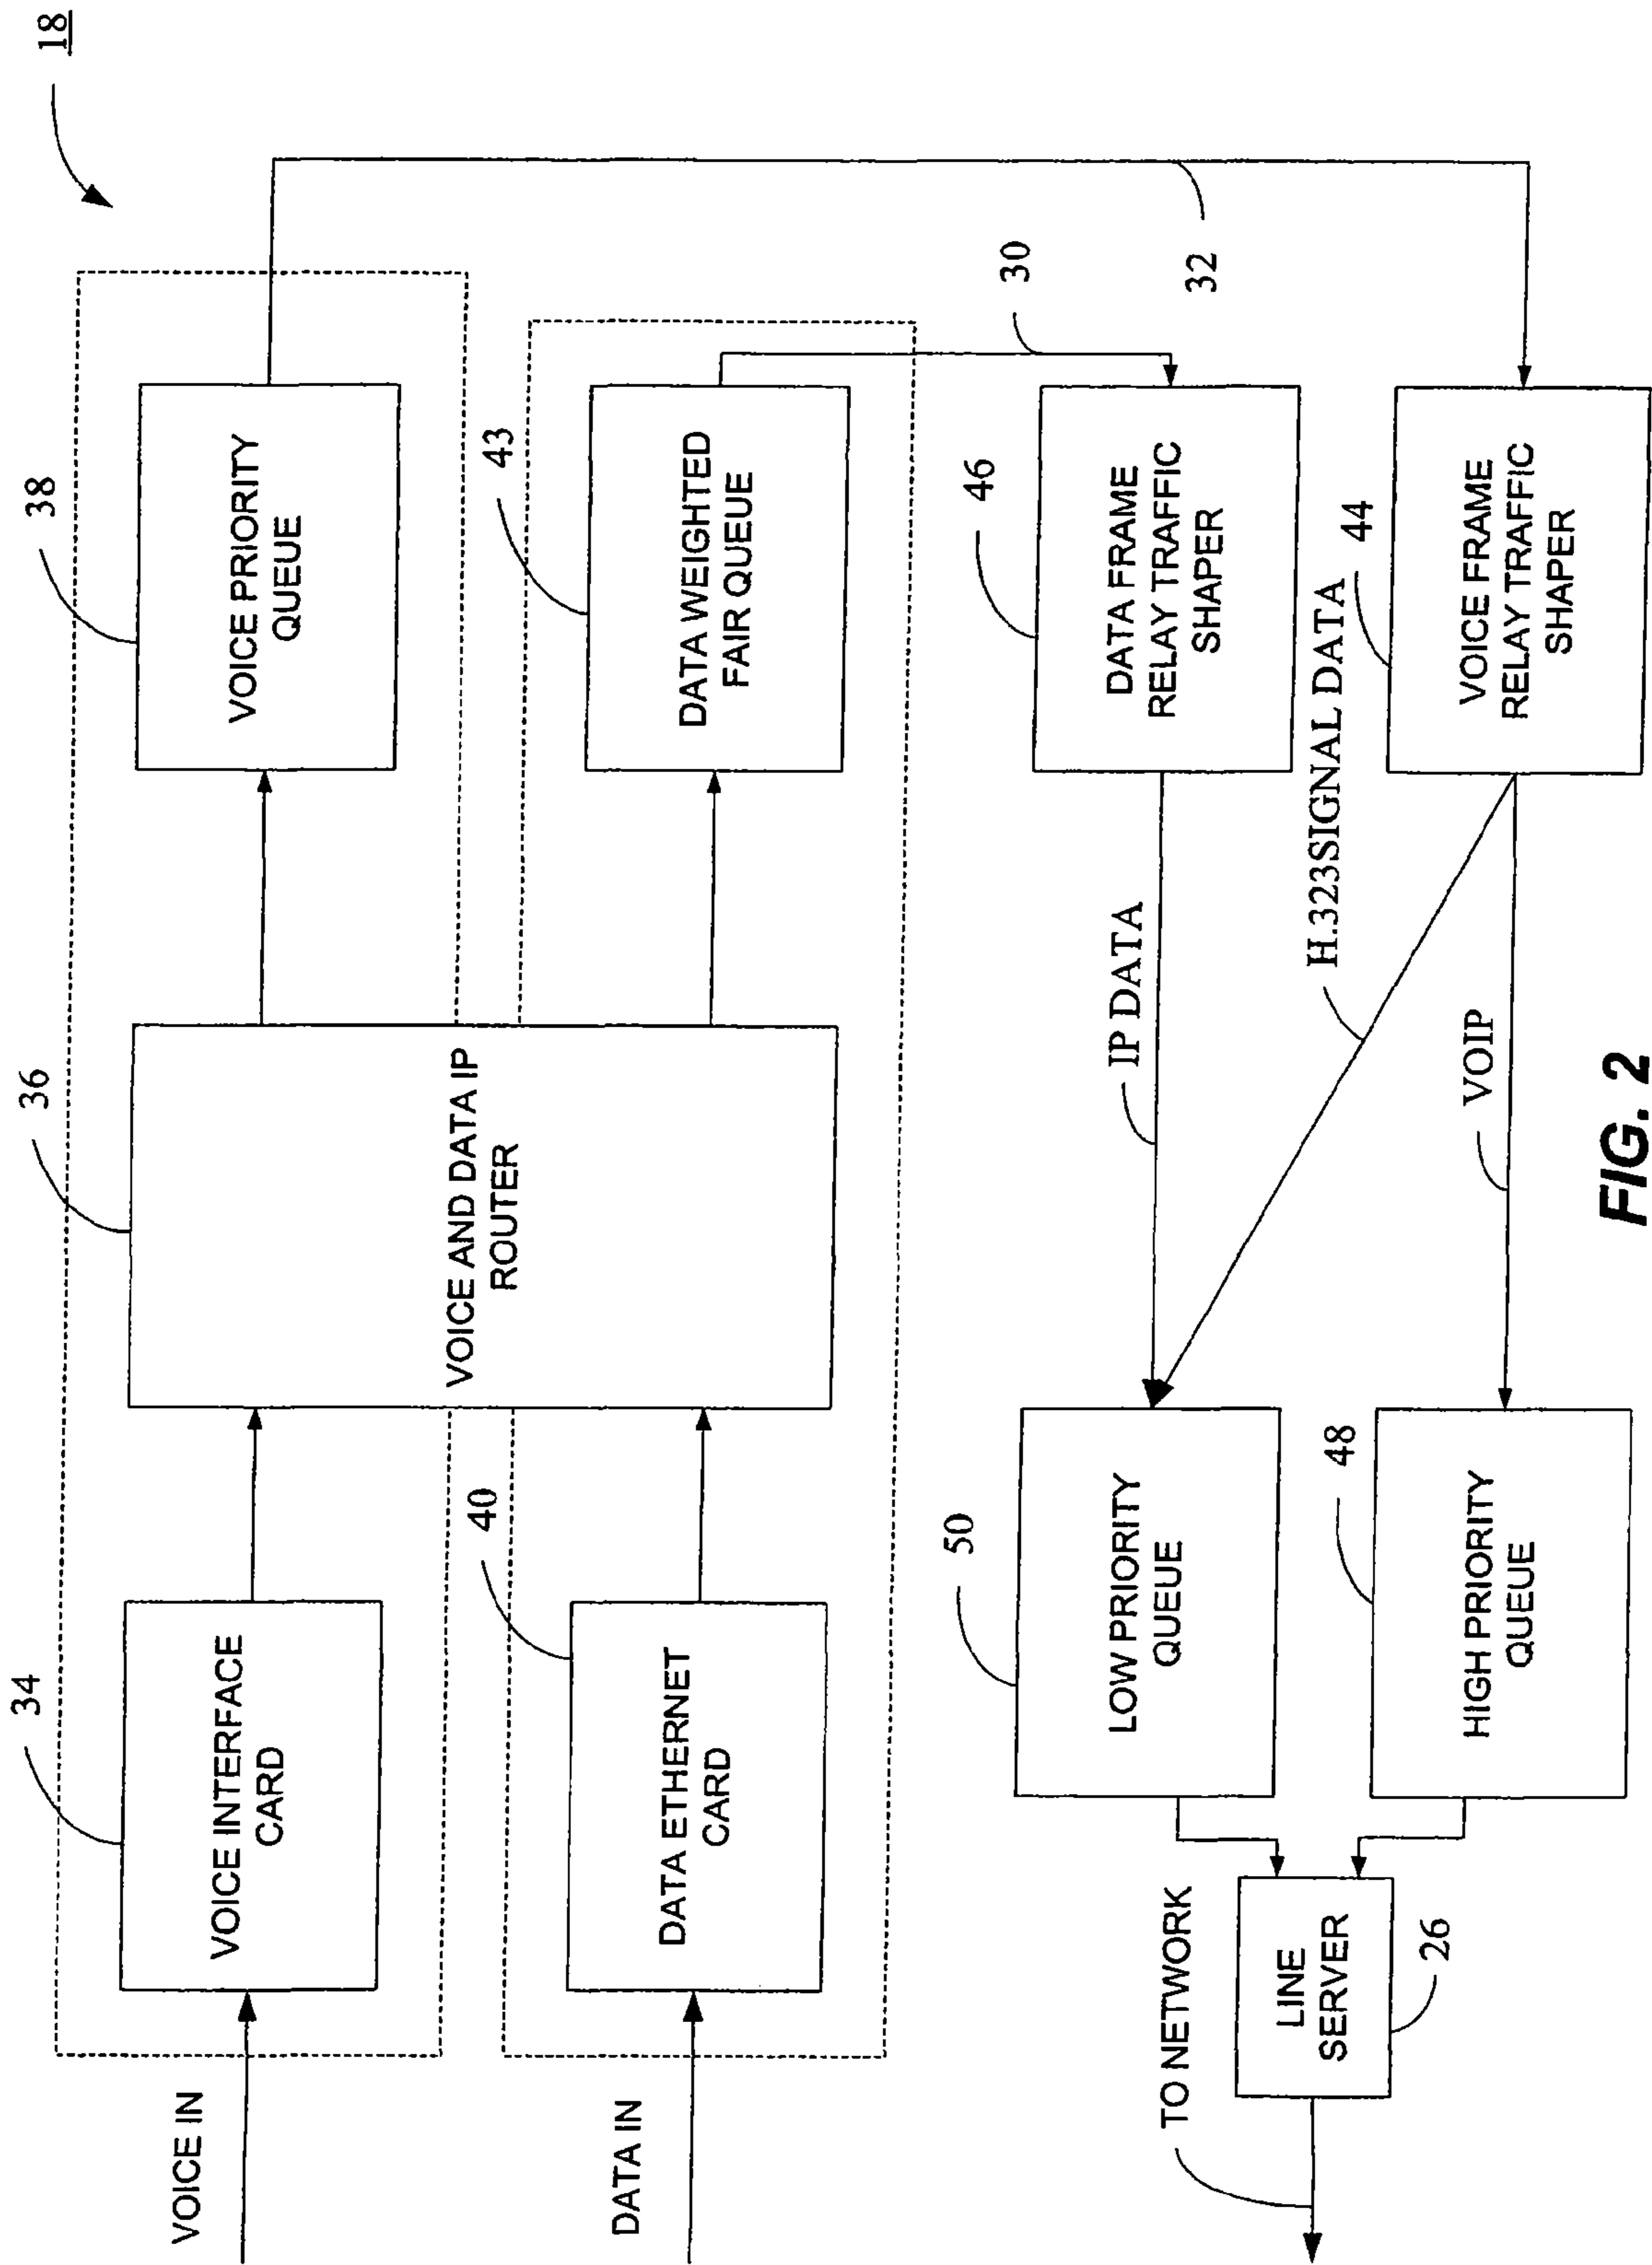 18
38
VOICE PRIORITY
QUEUE
36
VOICE AND DATA IP
ROUTER
34
VOICE INTERFACE
CARD
VOICE IN
43
DATA WEIGHTED
FAIR QUEUE
40
DATA ETHERNET
CARD
DATA IN
30
32
46
DATA FRAME
RELAY TRAFFIC
SHAPER
IP DATA
H.323SIGNAL DATA
44
VOICE FRAME
RELAY TRAFFIC
SHAPER
VOIP
50
LOW PRIORITY
QUEUE
48
HIGH PRIORITY
QUEUE
TO NETWORK
LINE
SERVER
26
FIG. 2